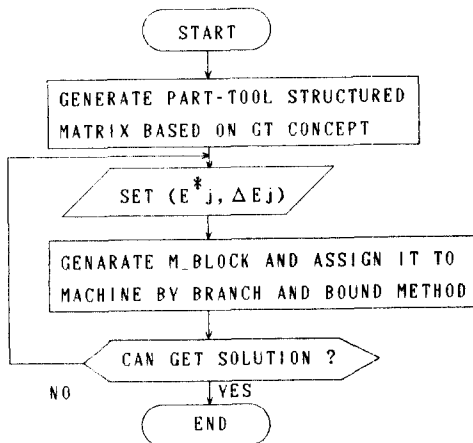 START
GENERATE PART-TOOL STRUCTURED
MATRIX BASED ON GT CONCEPT
SET (E*j, ΔEj)
GENARATE M_BLOCK AND ASSIGN IT TO
MACHINE BY BRANCH AND BOUND METHOD
CAN GET SOLUTION ?
NO
YES
END